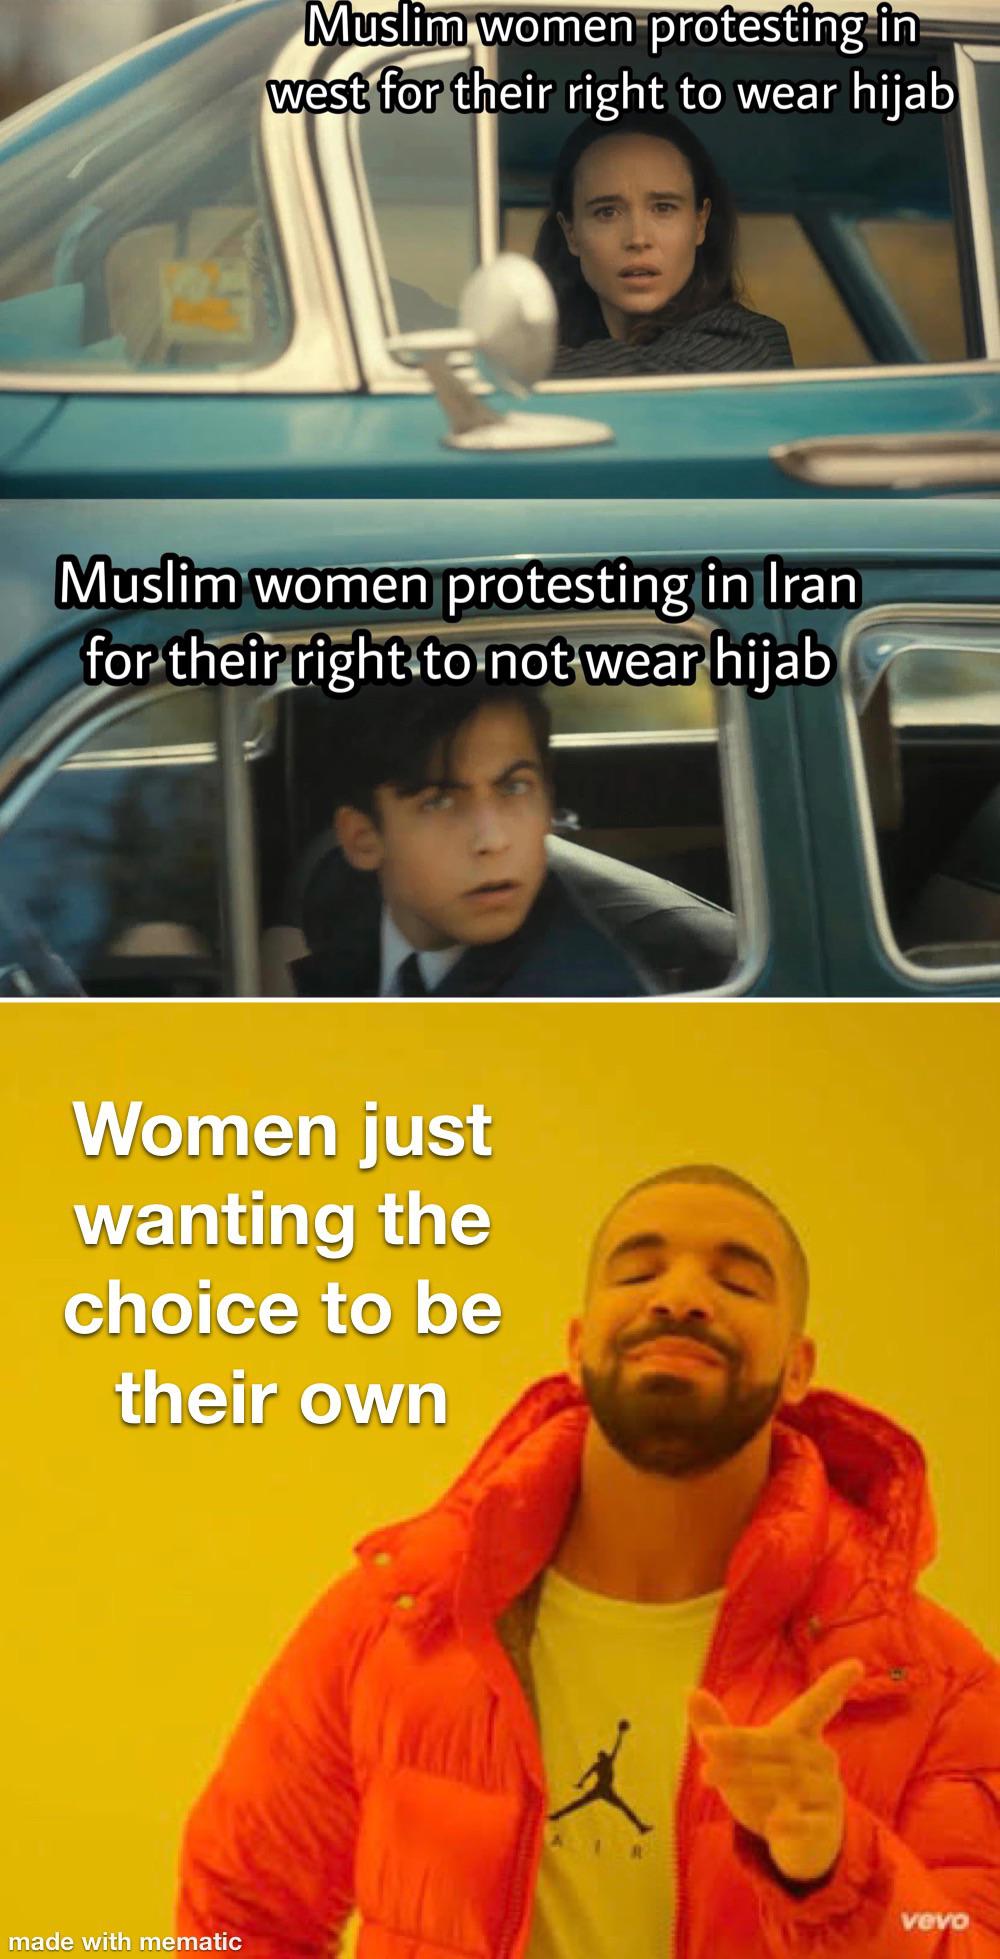 Muslim women protesting in
west for their right to wear hijab
Muslim women protesting in Iran
for their right to not wear hijab
Women just
wanting the
choice to be
their own
A I R
vevo
made with mematic